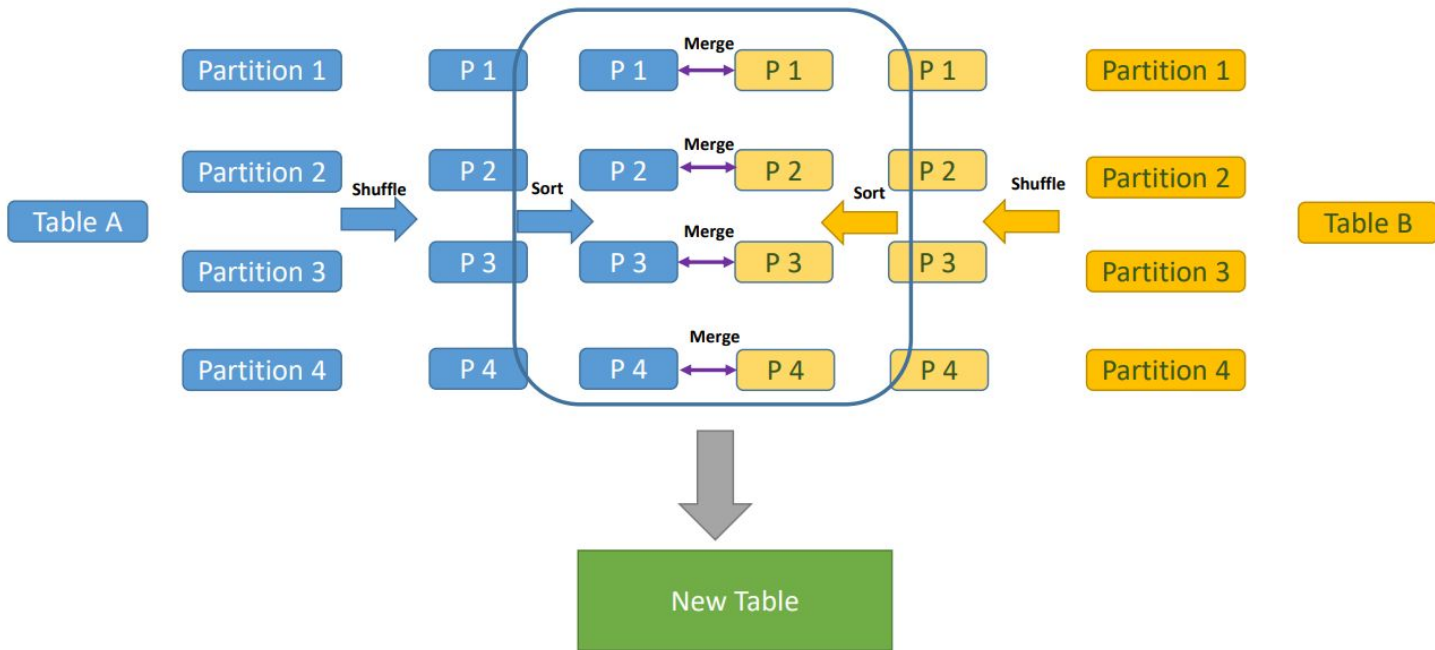 Merge
Partition 1
P 1
P 1
P 1
P 1
Partition 1
Merge
Partition 2
P 2
P 2
P 2
P 2
Partition 2
Shuffle
Sort
Sort
Shuffle
Table A
Table B
Merge
Partition 3
P 3
P 3
P 3
P 3
Partition 3
Merge
Partition 4
P 4
P 4
P 4
P 4
Partition 4
New Table